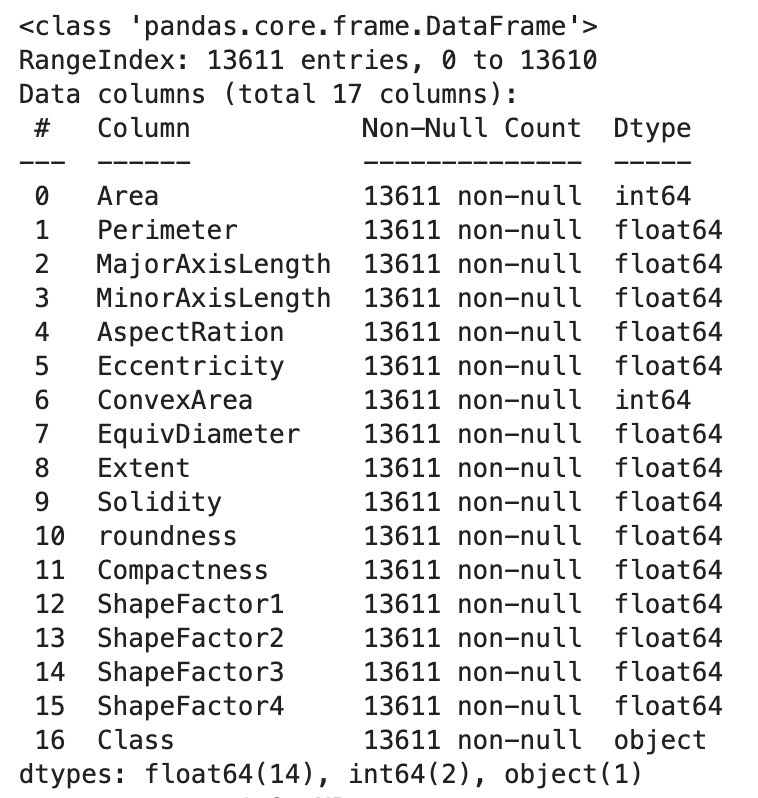 <class 'pandas.core.frame.DataFrame'>
RangeIndex: 13611 entries, 0 to 13610
Data columns (total 17 columns):
 #   Column           Non-Null Count  Dtype
---  ------           --------------  -----
 0   Area             13611 non-null  int64
 1   Perimeter        13611 non-null  float64
 2   MajorAxisLength  13611 non-null  float64
 3   MinorAxisLength  13611 non-null  float64
 4   AspectRation     13611 non-null  float64
 5   Eccentricity     13611 non-null  float64
 6   ConvexArea       13611 non-null  int64
 7   EquivDiameter    13611 non-null  float64
 8   Extent           13611 non-null  float64
 9   Solidity         13611 non-null  float64
 10  roundness        13611 non-null  float64
 11  Compactness      13611 non-null  float64
 12  ShapeFactor1     13611 non-null  float64
 13  ShapeFactor2     13611 non-null  float64
 14  ShapeFactor3     13611 non-null  float64
 15  ShapeFactor4     13611 non-null  float64
 16  Class            13611 non-null  object
dtypes: float64(14), int64(2), object(1)